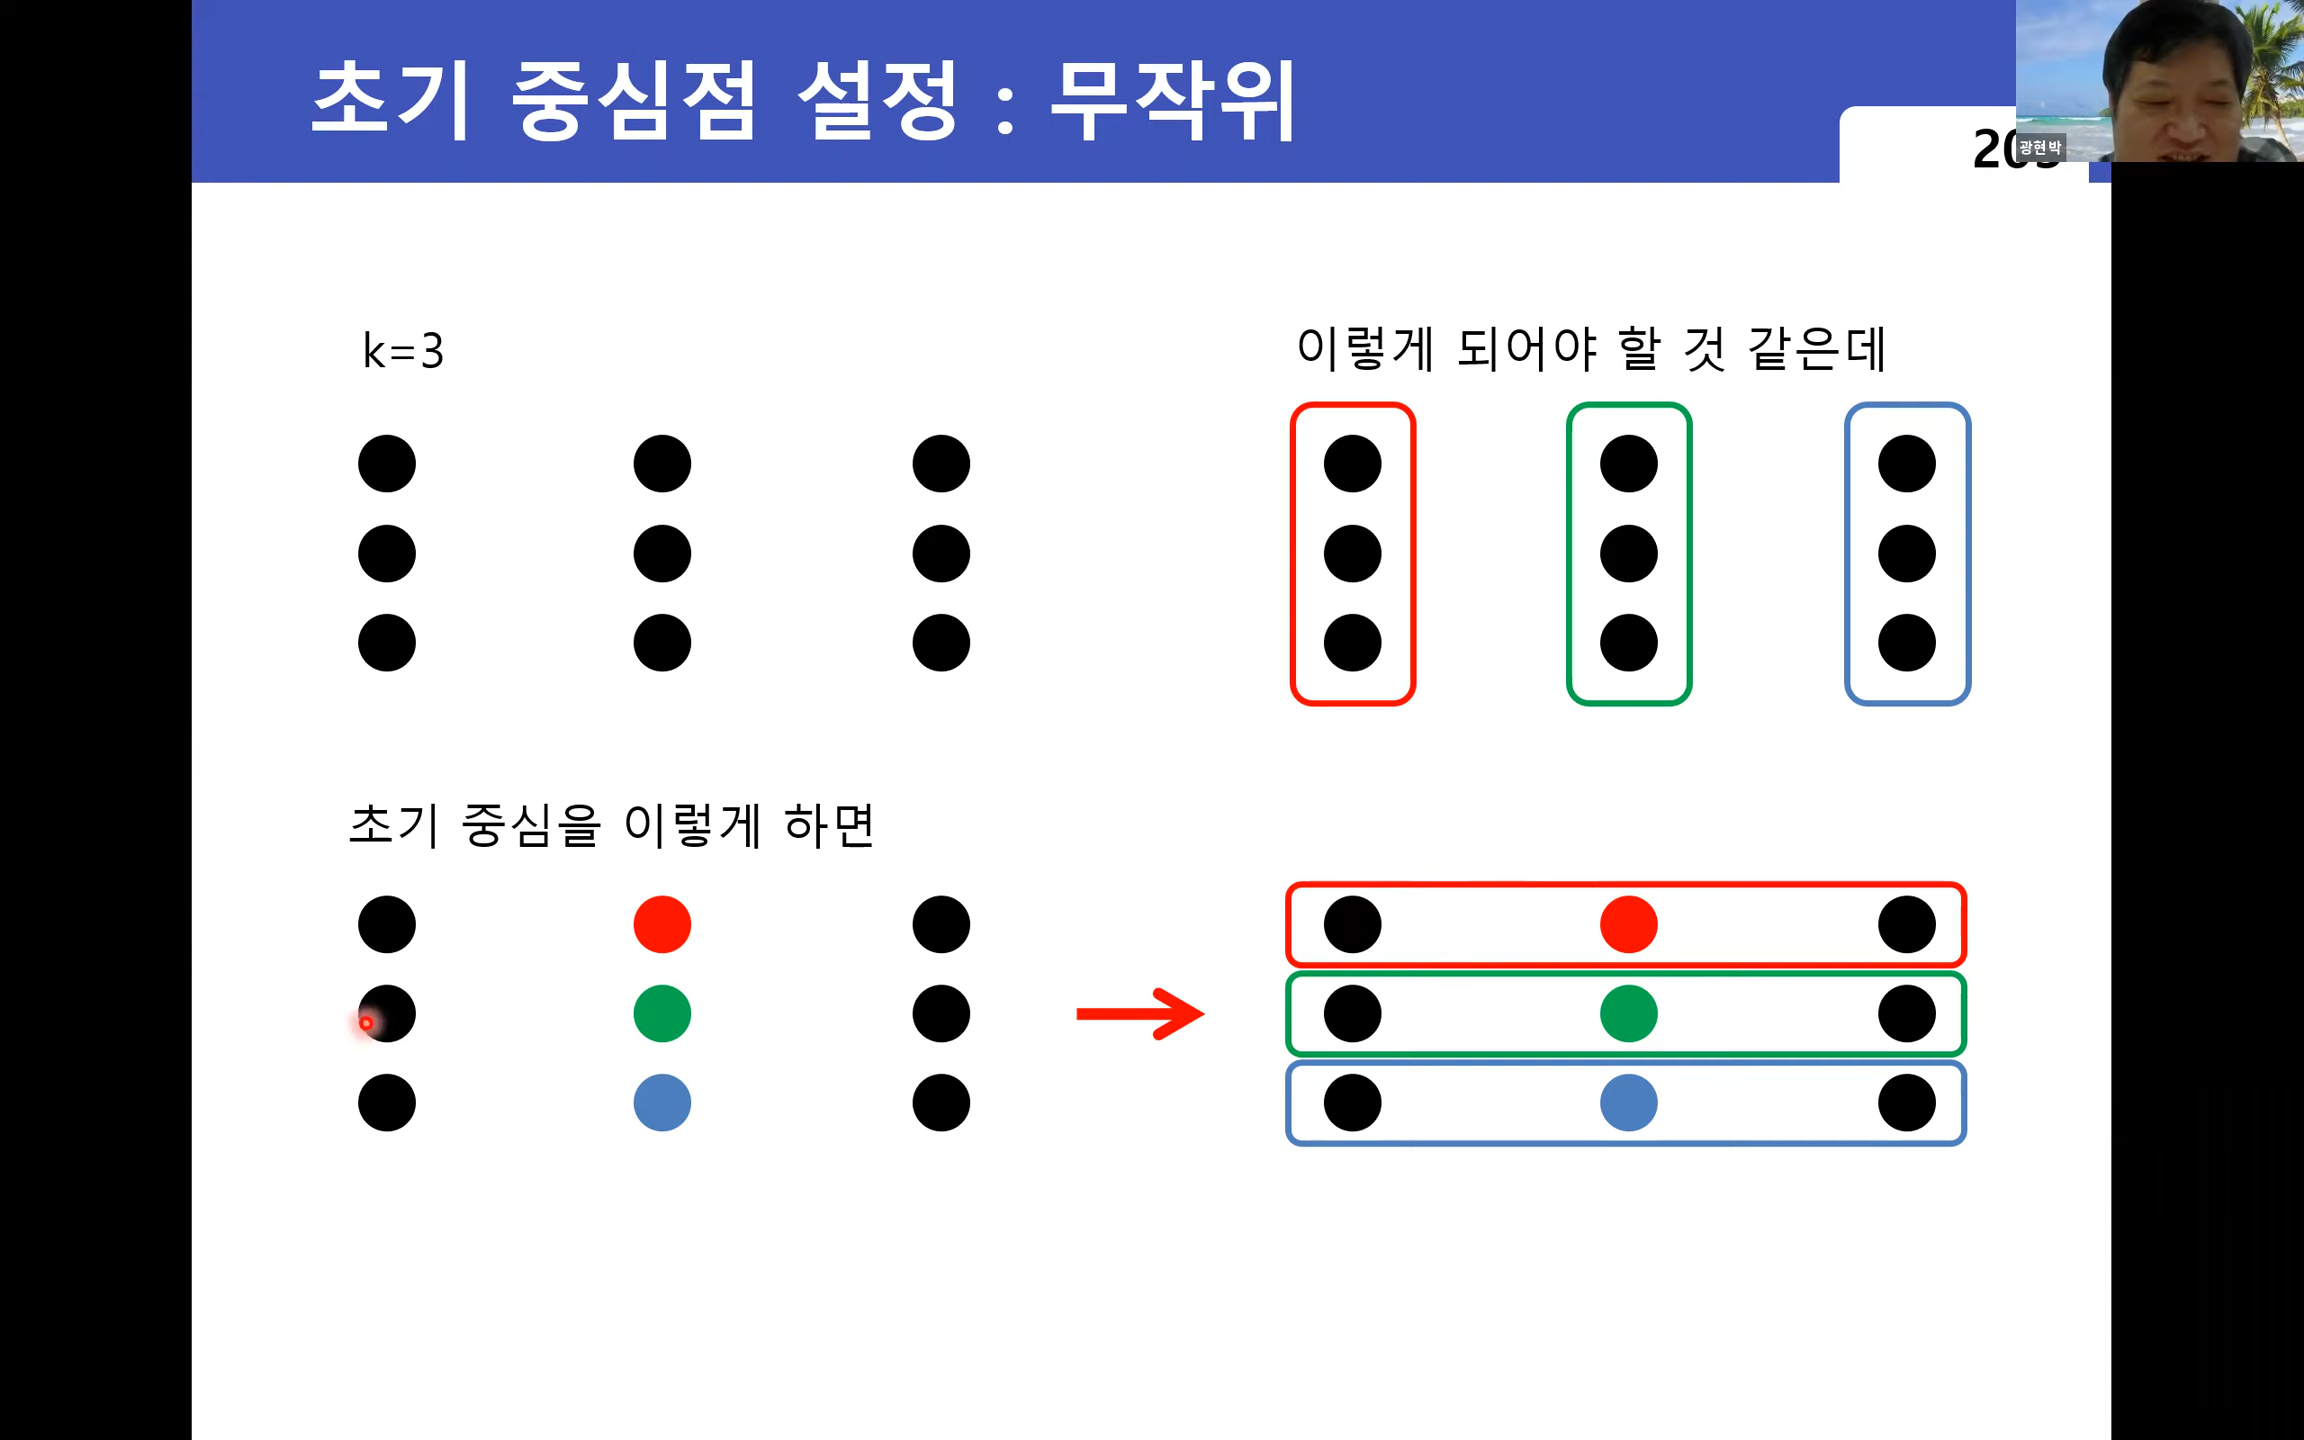 초기 중심점 설정 : 무작위
광현박
k=3
이렇게 되어야 할 것 같은데
초기 중심을 이렇게 하면